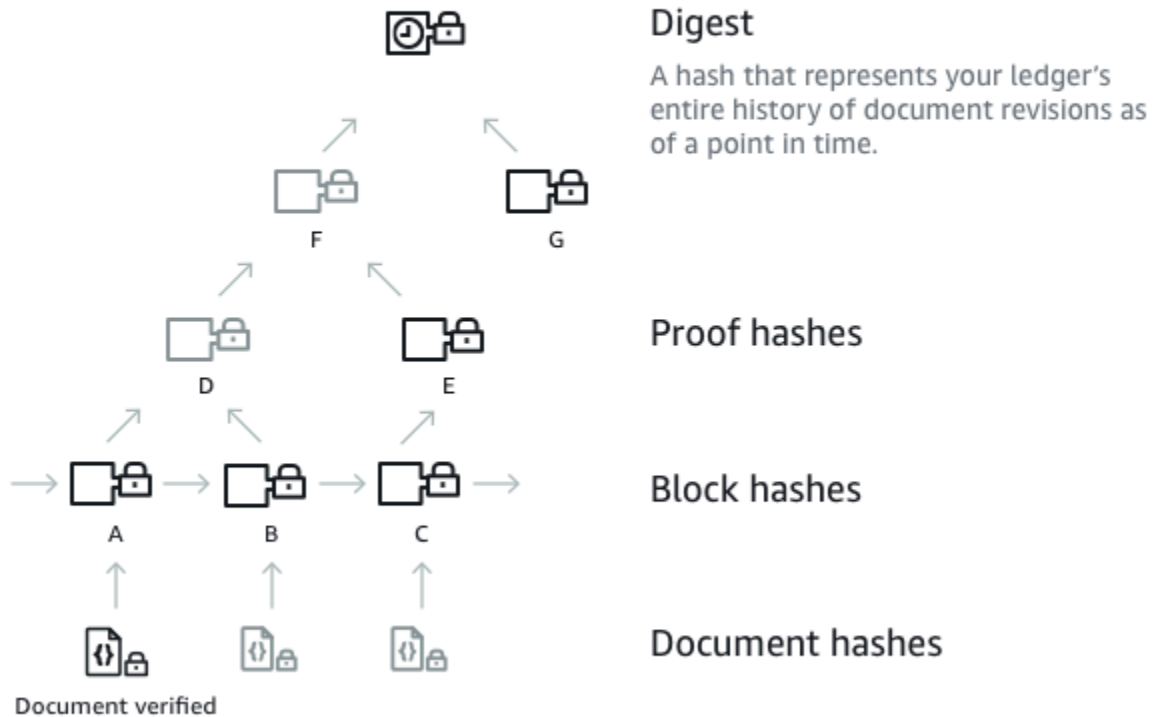 Digest
A hash that represents your ledger's
entire history of document revisions as
of a point in time.
F
G
Proof hashes
D
E
Block hashes
A
B
C
{}
{}
{}
Document hashes
Document verified